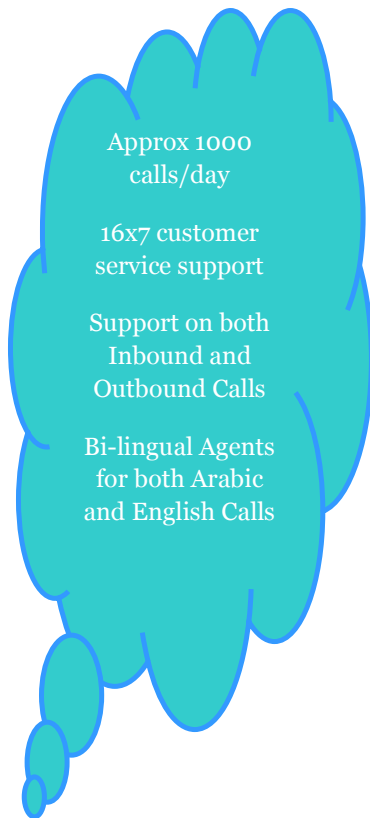 Approx 1000
calls/day
16x7 customer
service support
Support on both
Inbound and
Outbound Calls
Bi-lingual Agents
for both Arabic
and English Calls